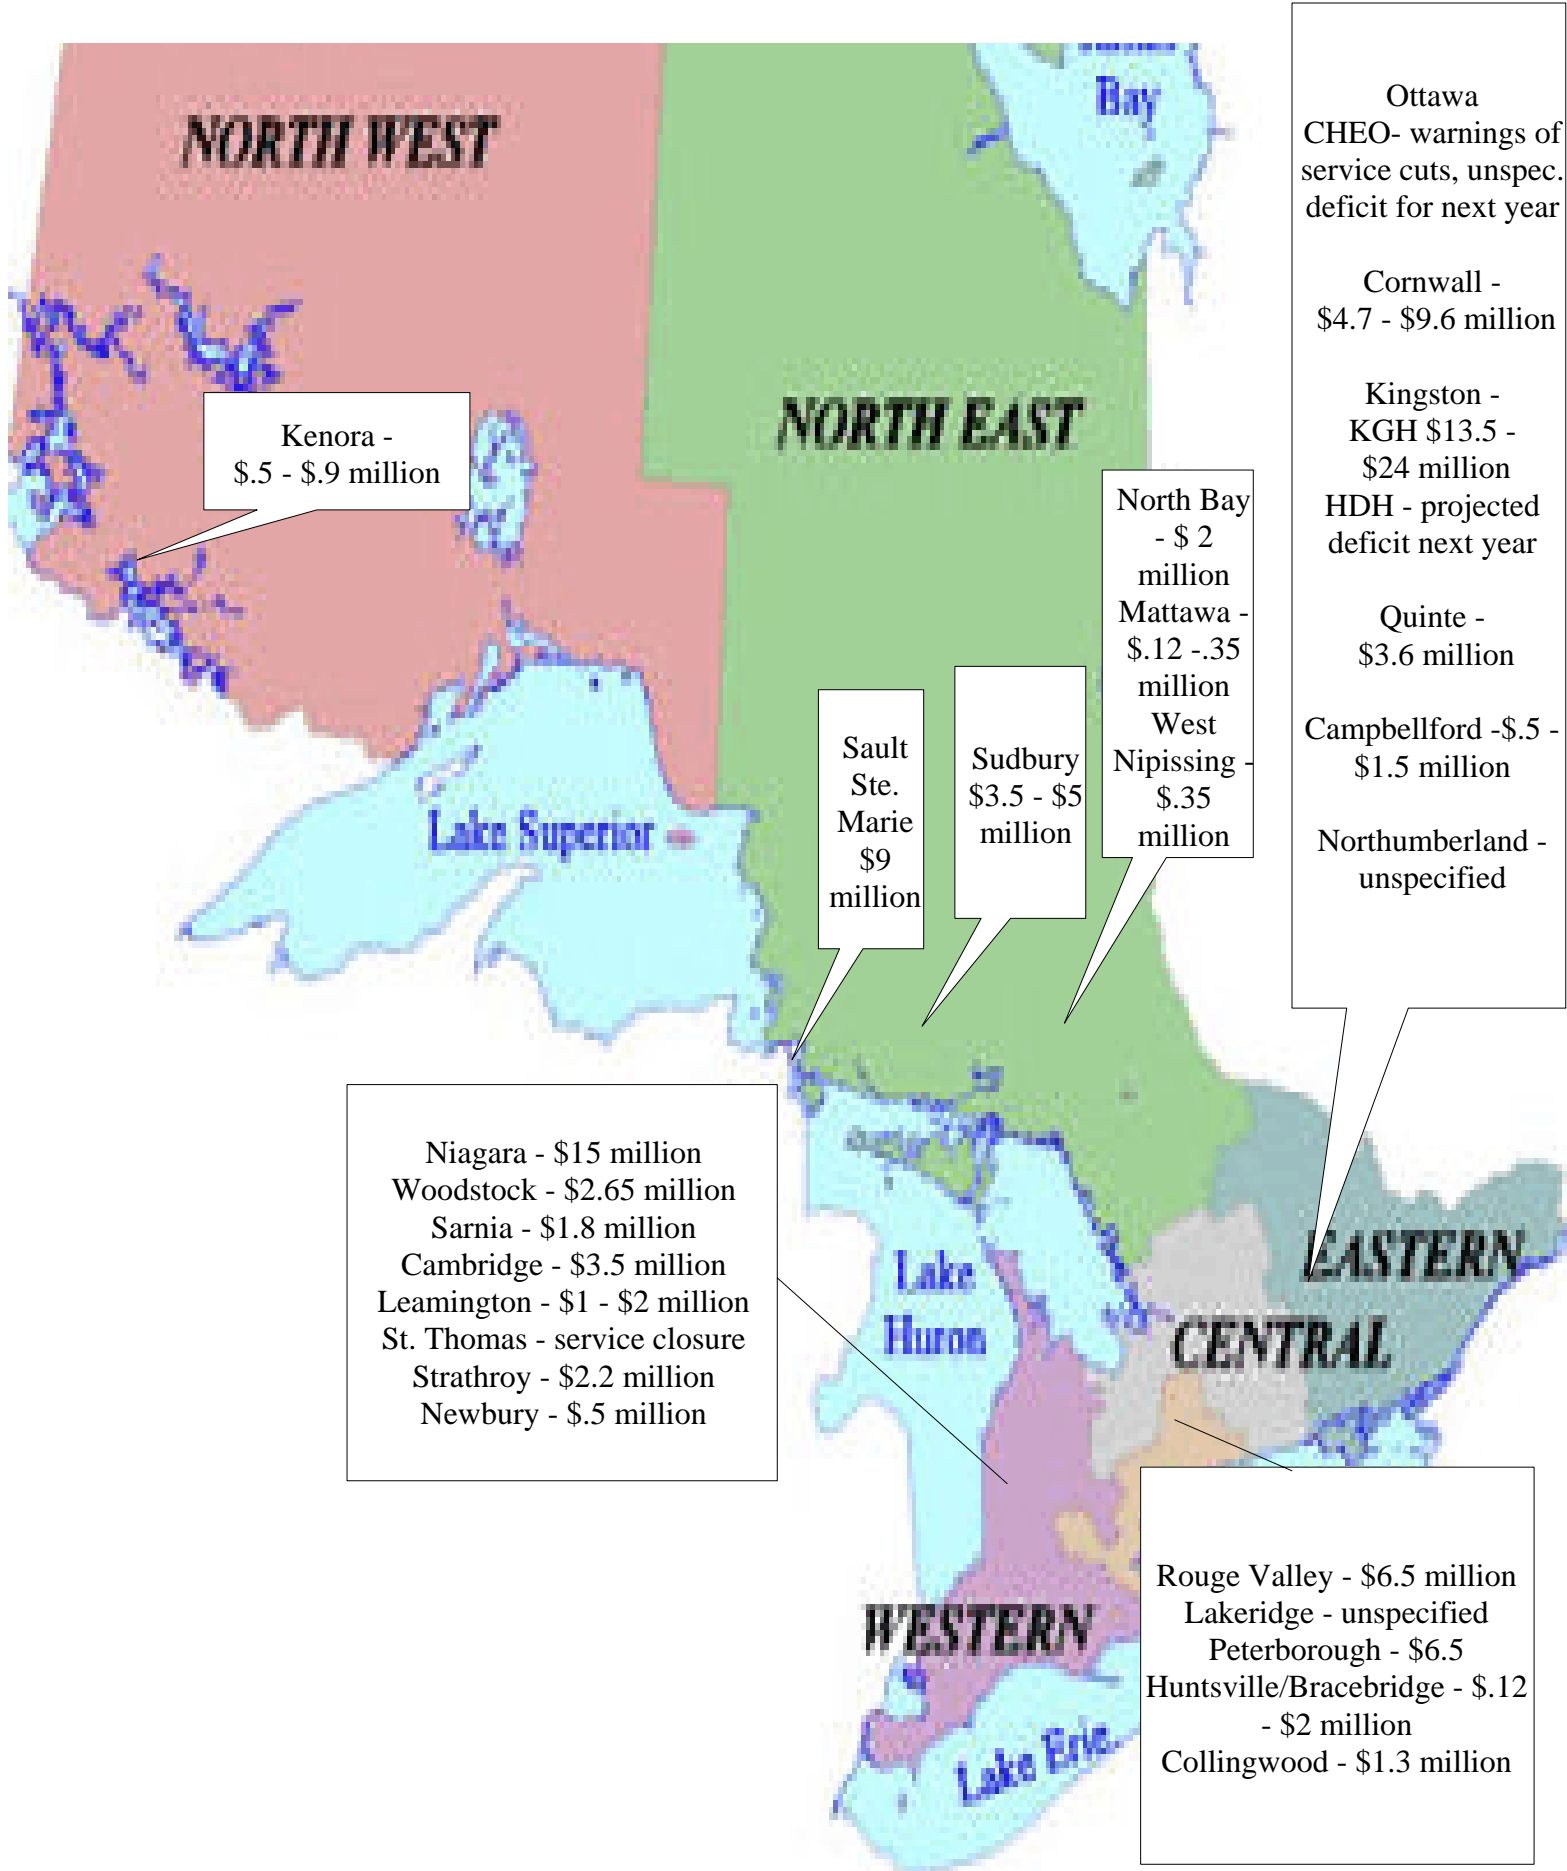 Bay
NORTH WEST
Ottawa
CHEO- warnings of
service cuts, unspec.
deficit for next year
Cornwall -
$4.7 - $9.6 million
Kingston -
KGH $13.5 -
$24 million
HDH - projected
deficit next year
Quinte -
$3.6 million
Campbellford -$.5 -
$1.5 million
Northumberland -
unspecified
NORTH EAST
Kenora -
$.5 - $.9 million
North Bay
- $ 2
million
Mattawa -
$.12 -.35
million
West
Nipissing -
$.35
million
Sault
Ste.
Marie
$9
million
Sudbury
$3.5 - $5
million
Lake Superior
Niagara - $15 million
Woodstock - $2.65 million
Sarnia - $1.8 million
Cambridge - $3.5 million
Leamington - $1 - $2 million
St. Thomas - service closure
Strathroy - $2.2 million
Newbury - $.5 million
Lake
Huron
EASTERN
CENTRAL
WESTERN
Lake Erie
Rouge Valley - $6.5 million
Lakeridge - unspecified
Peterborough - $6.5
Huntsville/Bracebridge - $.12
- $2 million
Collingwood - $1.3 million